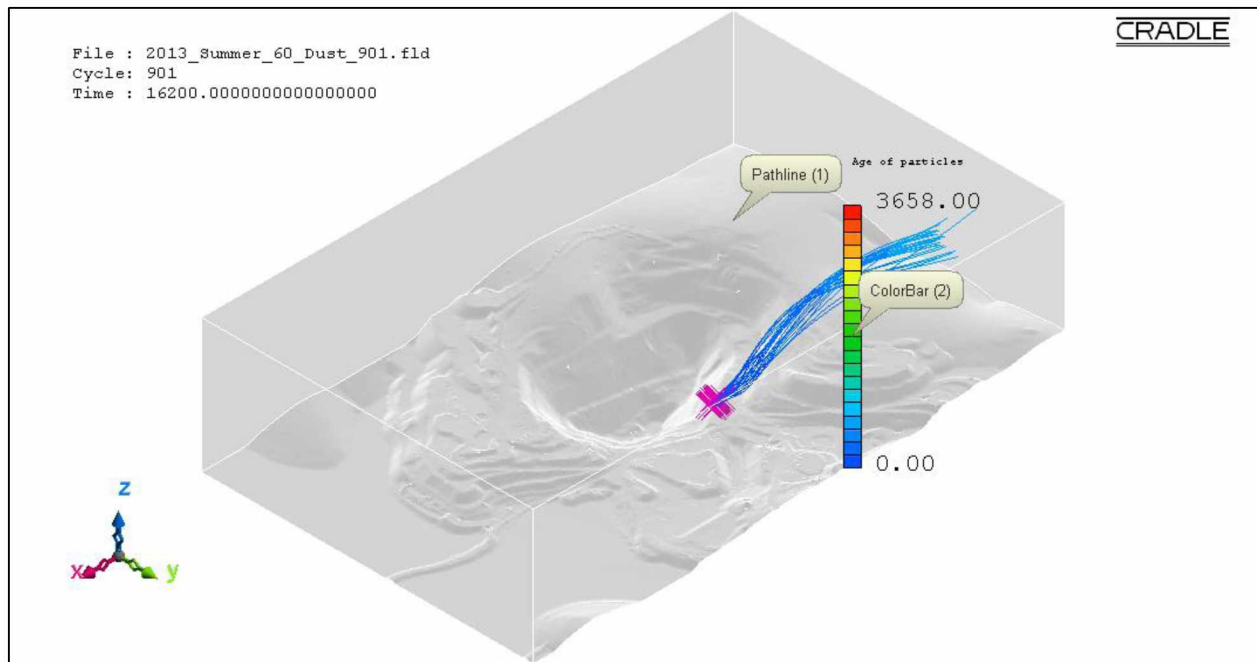 CRADLE
File : 2013_Summer_60_Dust_901.fld
Cycle: 901
Time : 16200.0000000000000000
Age of particles
Pathline (1)
3658.00
ColorBar (2)
0.00
z
x
y